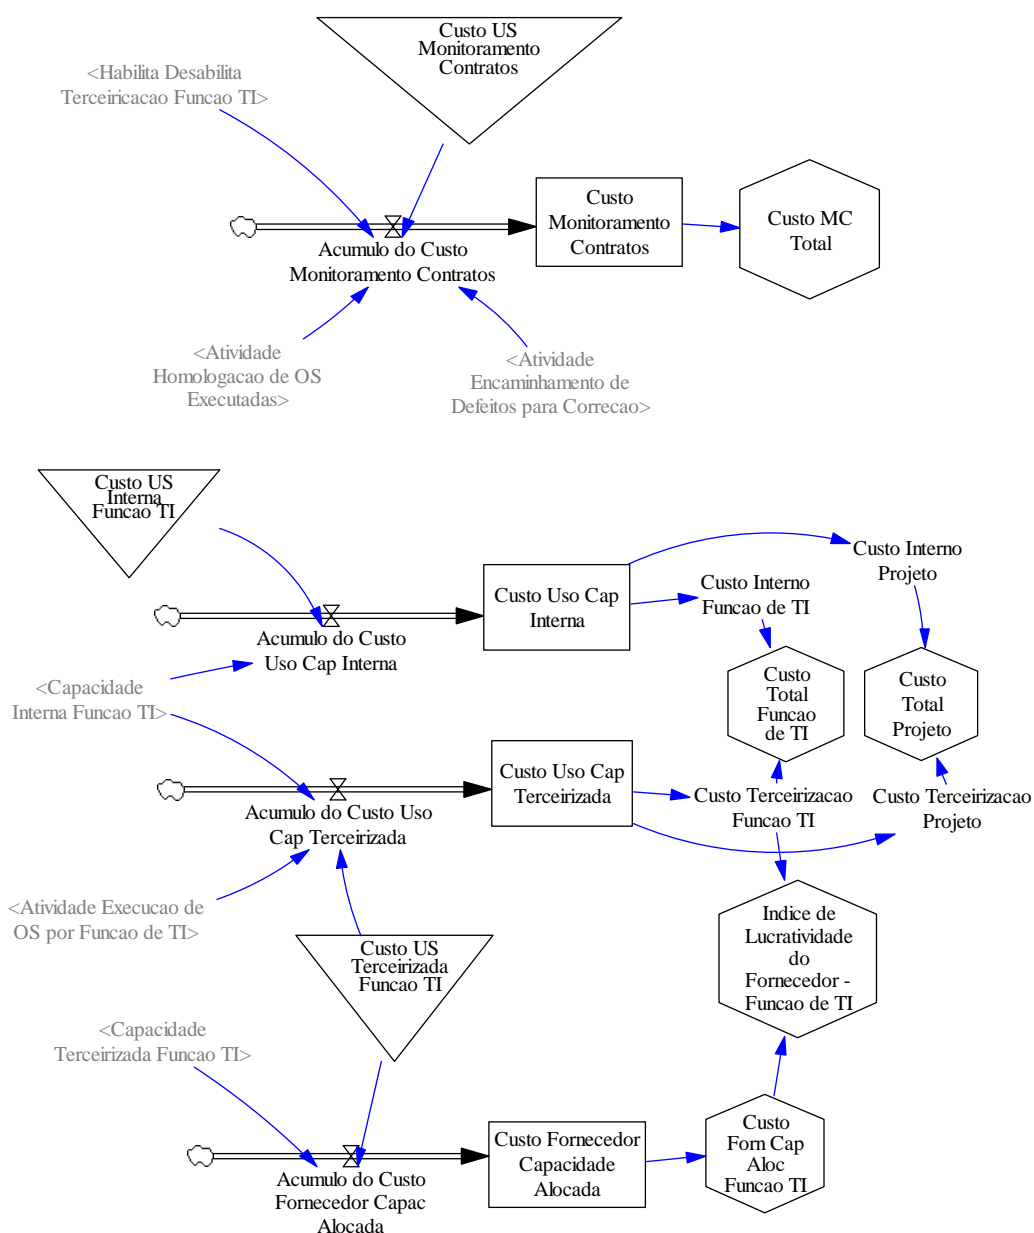 Custo US
Monitoramento
Contratos
<Habilita Desabilita
Terceiricacao Funcao TI>
Custo
Monitoramento
Contratos
Custo MC
Total
Acumulo do Custo
Monitoramento Contratos
<Atividade
Homologacao de OS
Executadas>
<Atividade
Encaminhamento de
Defeitos para Correcao>
Custo US
Interna
Funcao TI
Custo Interno
Projeto
Custo Uso Cap
Interna
Custo Interno
Funcao de TI
Acumulo do Custo
Uso Cap Interna
<Capacidade
Interna Funcao TI>
Custo
Total
Funcao
de TI
Custo
Total
Projeto
Custo Uso Cap
Terceirizada
Acumulo do Custo Uso
Cap Terceirizada
Custo Terceirizacao
Funcao TI
Custo Terceirizacao
Projeto
<Atividade Execucao de
OS por Funcao de TI>
Custo US
Terceirizada
Funcao TI
Indice de
Lucratividade
do
Fornecedor -
Funcao de TI
<Capacidade
Terceirizada Funcao TI>
Custo Fornecedor
Capacidade
Alocada
Custo
Forn Cap
Aloc
Funcao TI
Acumulo do Custo
Fornecedor Capac
Alocada